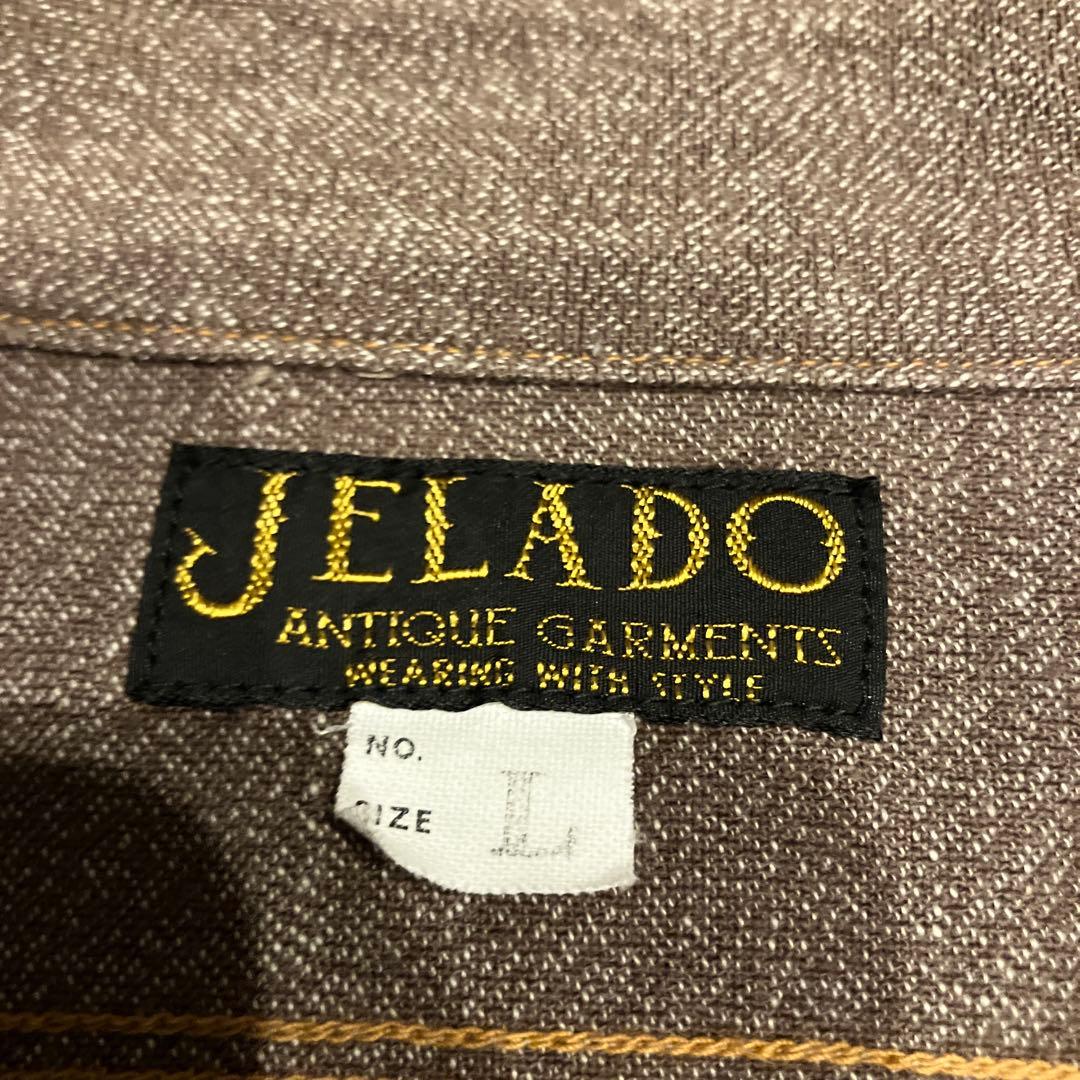 JELADO
ANTIQUE GARMENTS
WEARING WITH STYLE
NO.
SIZE L